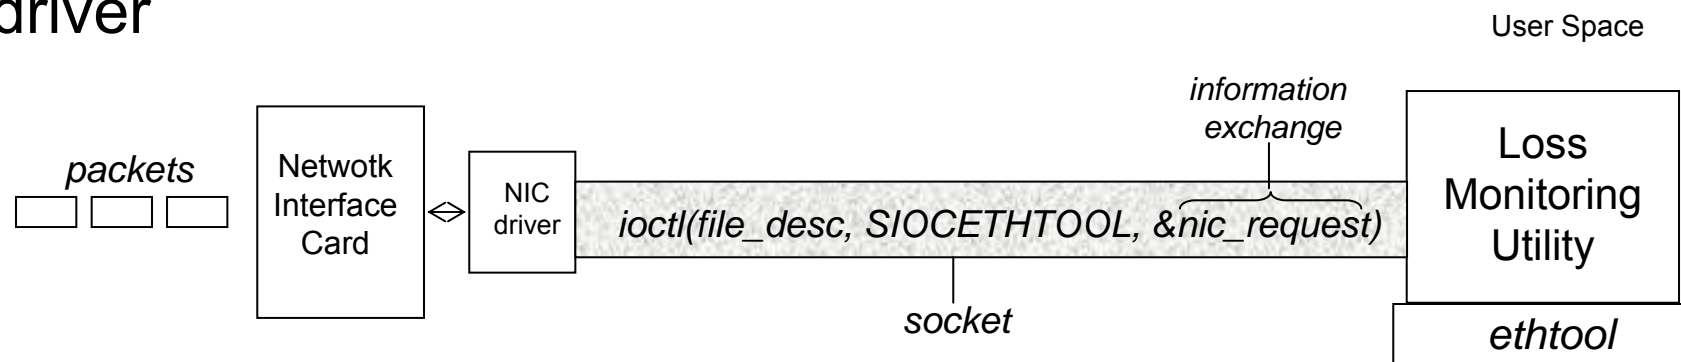 driver
User Space
information
exchange
packets
Netwotk
Interface
Card
NIC
driver
ioctl(file_desc, SIOCETHTOOL, &nic_request)
Loss
Monitoring
Utility
socket
ethtool